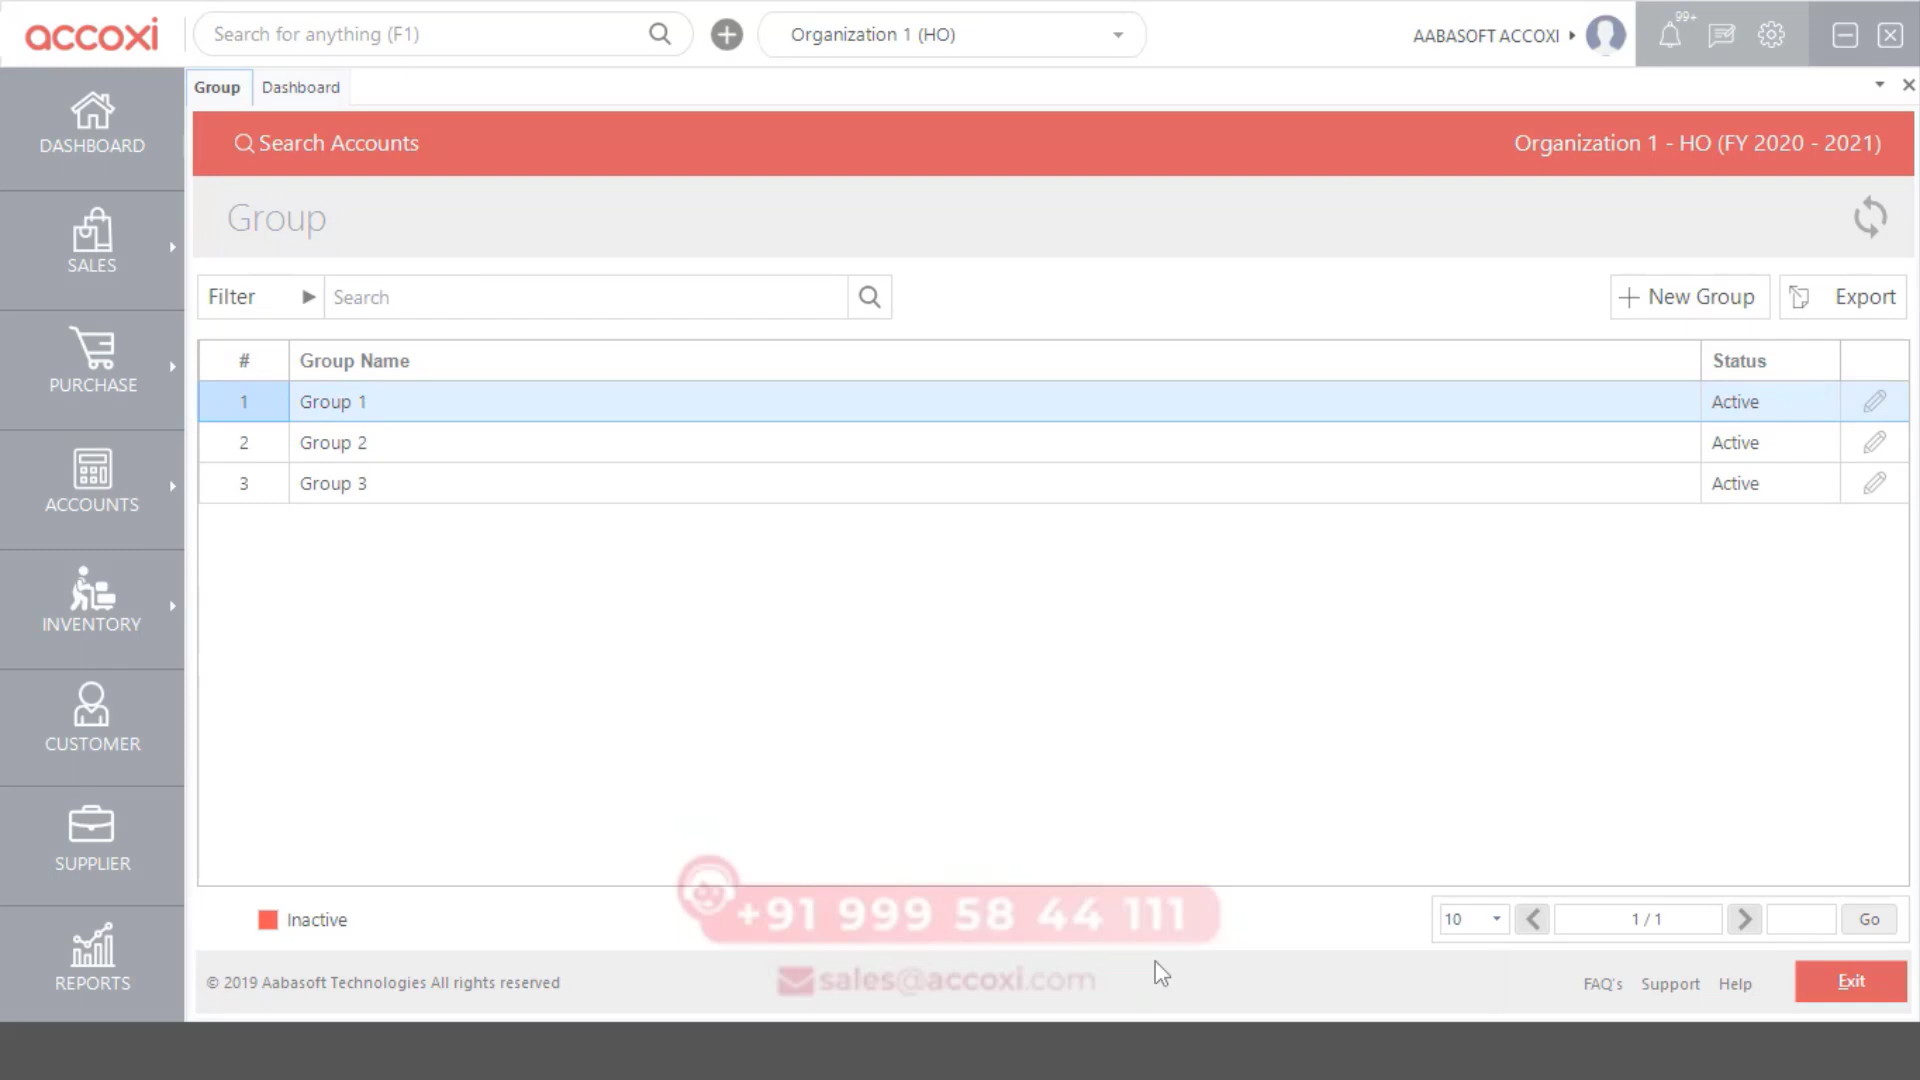 accoxi
Search for anything (F1)
Organization 1 (HO)
AABASOFT ACCOXI
99+
Group
Dashboard
Search Accounts
Organization 1 - HO (FY 2020 - 2021)
Group
Filter
Search
New Group
Export
# Group Name Status
1 Group 1 Active
2 Group 2 Active
3 Group 3 Active
DASHBOARD
SALES
PURCHASE
ACCOUNTS
INVENTORY
CUSTOMER
SUPPLIER
REPORTS
Inactive
+91 999 58 44 111
10
1 / 1
Go
© 2019 Aabasoft Technologies All rights reserved
sales@accoxi.com
FAQ's Support Help
Exit